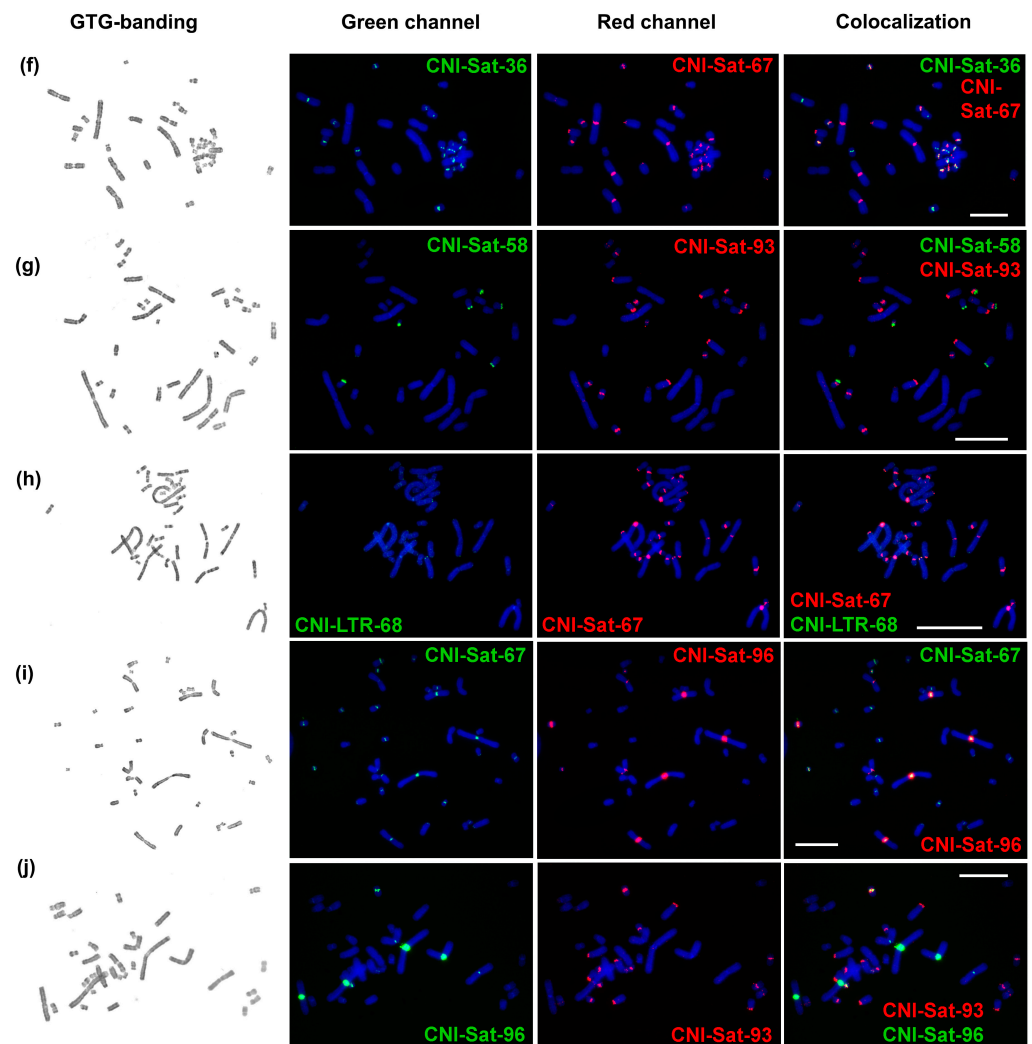 GTG-banding Green channel Red channel Colocalization
(f) CNI-Sat-36 CNI-Sat-67 CNI-Sat-36
CNI-
Sat-67
(g) CNI-Sat-58 CNI-Sat-93 CNI-Sat-58
CNI-Sat-93
(h)
CNI-Sat-67
CNI-LTR-68 CNI-Sat-67 CNI-LTR-68
(i) CNI-Sat-67 CNI-Sat-96 CNI-Sat-67
CNI-Sat-96
(j)
CNI-Sat-93
CNI-Sat-96 CNI-Sat-93 CNI-Sat-96